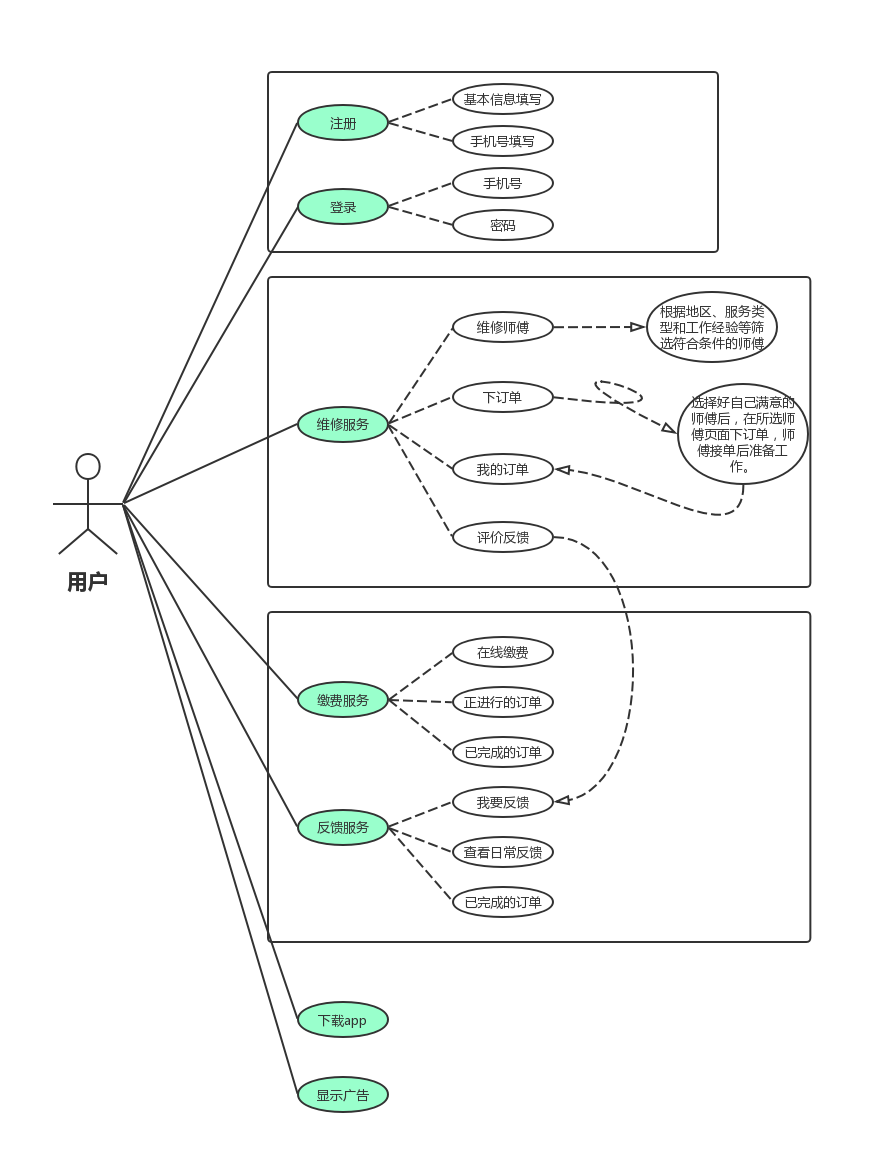 基本信息填写
注册
手机号填写
手机号
登录
密码
维修师傅
根据地区、服务类
型和工作经验等筛
选符合条件的师傅
下订单
选择好自己满意的
师傅后，在所选师
傅页面下订单，师
傅接单后准备工
作。
维修服务
我的订单
评价反馈
用户
在线缴费
缴费服务
正进行的订单
已完成的订单
我要反馈
反馈服务
查看日常反馈
已完成的订单
下载app
显示广告